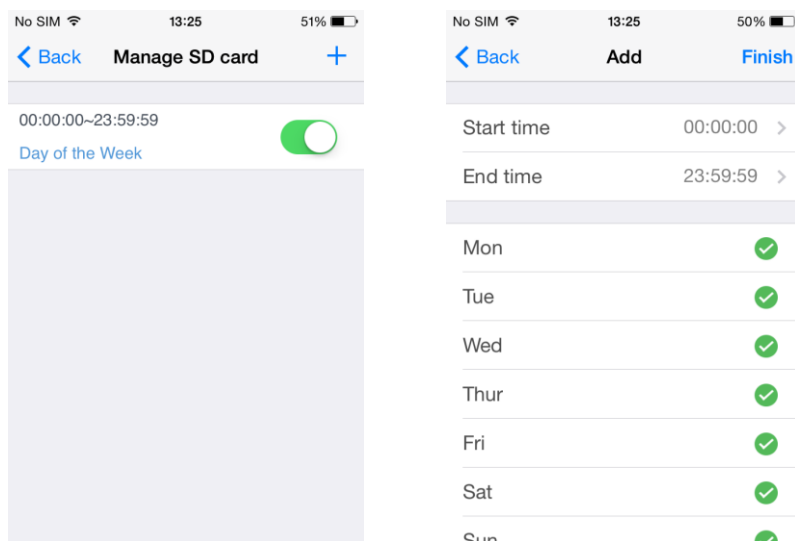 No SIM 13:25 51%
Back Manage SD card +
00:00:00~23:59:59
Day of the Week
No SIM 13:25 50%
Back Add Finish
Start time 00:00:00
End time 23:59:59
Mon
Tue
Wed
Thur
Fri
Sat
Sun